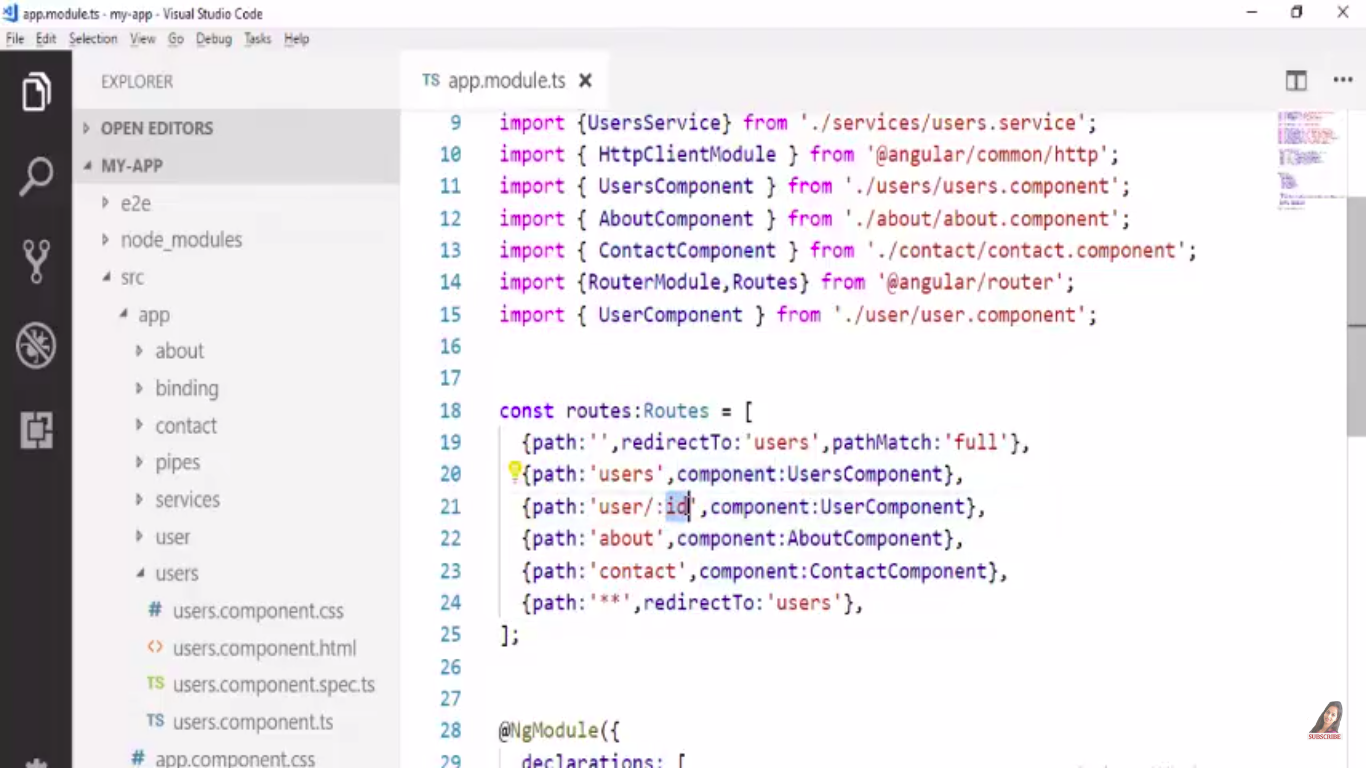 app.module.ts - my-app - Visual Studio Code
File Edit Selection View Go Debug Tasks Help
EXPLORER
OPEN EDITORS
MY-APP
e2e
node_modules
src
app
about
binding
contact
pipes
services
user
users
# users.component.css
<> users.component.html
TS users.component.spec.ts
TS users.component.ts
# app.component.css
TS app.module.ts
9 import {UsersService} from './services/users.service';
10 import { HttpClientModule } from '@angular/common/http';
11 import { UsersComponent } from './users/users.component';
12 import { AboutComponent } from './about/about.component';
13 import { ContactComponent } from './contact/contact.component';
14 import {RouterModule,Routes} from '@angular/router';
15 import { UserComponent } from './user/user.component';
16
17
18 const routes:Routes = [
19 {path:'',redirectTo:'users',pathMatch:'full'},
20 {path:'users',component:UsersComponent},
21 {path:'user/:id',component:UserComponent},
22 {path:'about',component:AboutComponent},
23 {path:'contact',component:ContactComponent},
24 {path:'**',redirectTo:'users'},
25 ];
26
27
28 @NgModule({
29 declarations: [
SUBSCRIBE